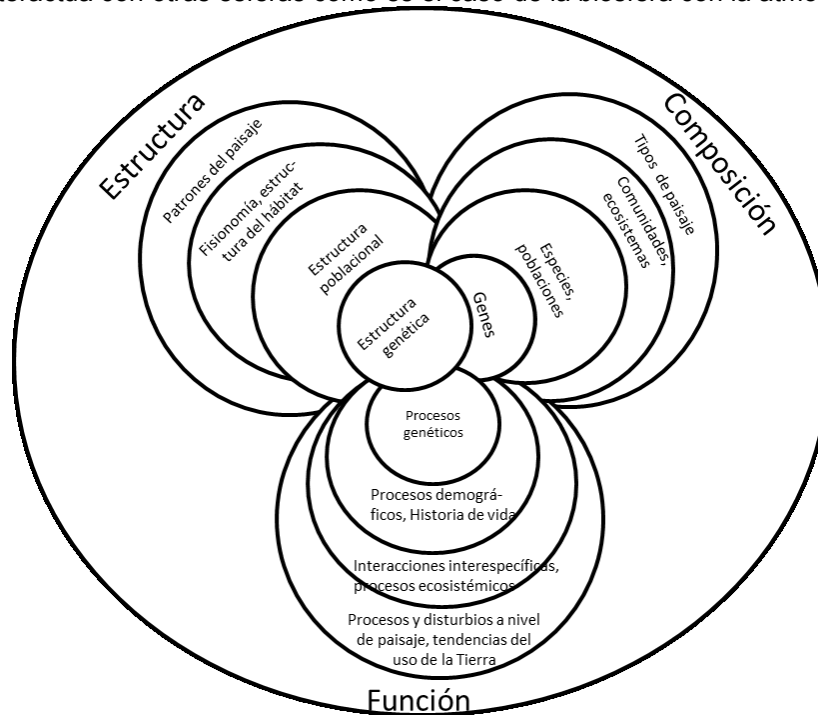 Estructura
Composición
Patrones del paisaje
Fisionomía, estruc-
tura del hábitat
Estructura
poblacional
Estructura
genética
Tipos de paisaje
Comunidades,
ecosistemas
Especies,
poblaciones
Genes
Procesos
genéticos
Procesos demográ-
ficos, Historia de vida
Interacciones interespecíficas,
procesos ecosistémicos
Procesos y disturbios a nivel
de paisaje, tendencias del
uso de la Tierra
Función